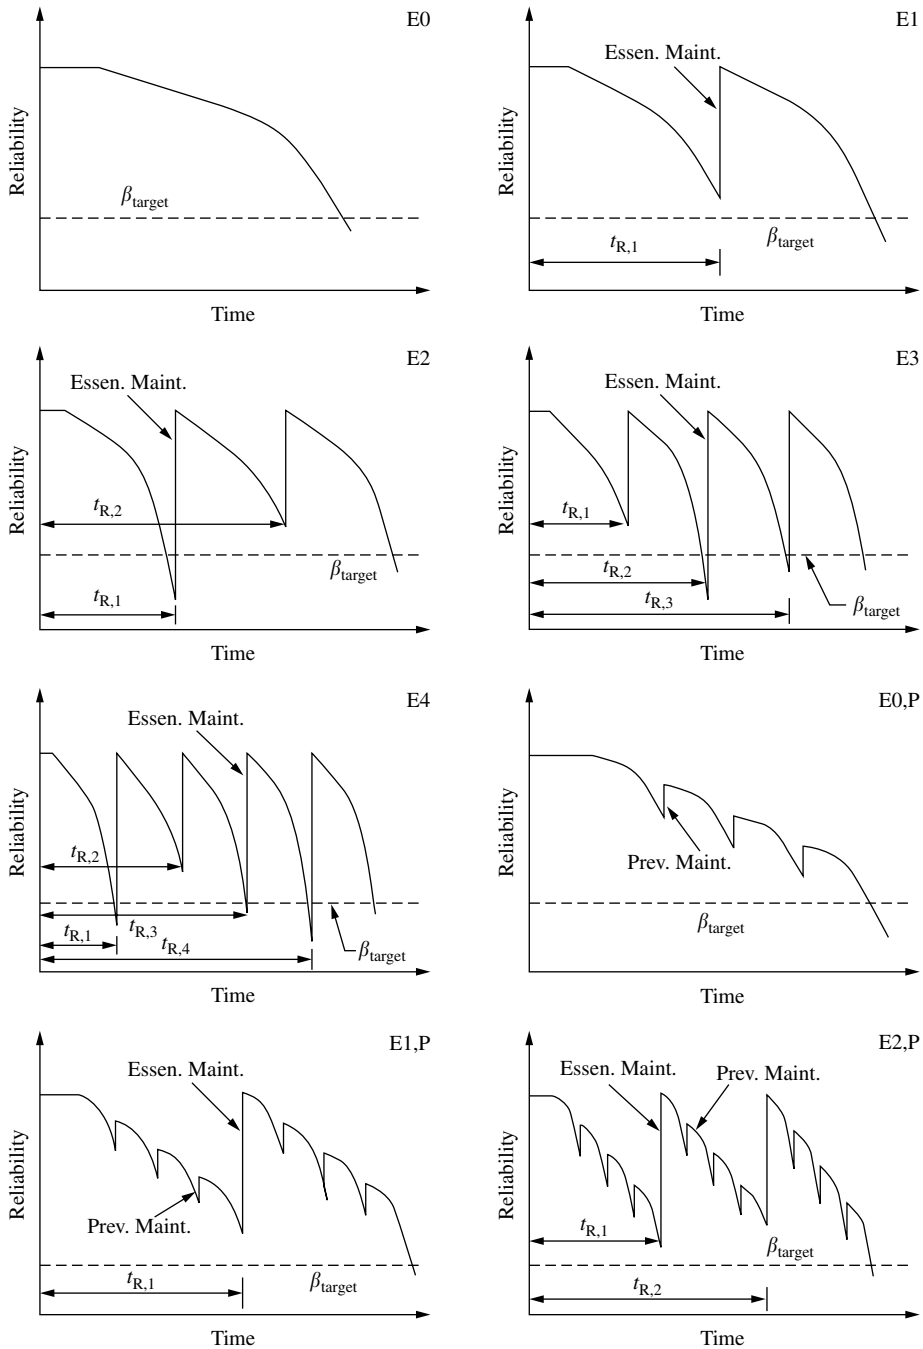 E0
Reliability
β_target
Time
E1
Essen. Maint.
Reliability
t_R,1
β_target
Time
E2
Essen. Maint.
Reliability
t_R,2
β_target
t_R,1
Time
E3
Essen. Maint.
Reliability
t_R,1
t_R,2
t_R,3
β_target
Time
E4
Essen. Maint.
Reliability
t_R,2
t_R,1
t_R,3
t_R,4
β_target
Time
E0,P
Reliability
Prev. Maint.
β_target
Time
E1,P
Essen. Maint.
Reliability
Prev. Maint.
t_R,1
β_target
Time
E2,P
Essen. Maint.
Prev. Maint.
Reliability
t_R,1
β_target
t_R,2
Time